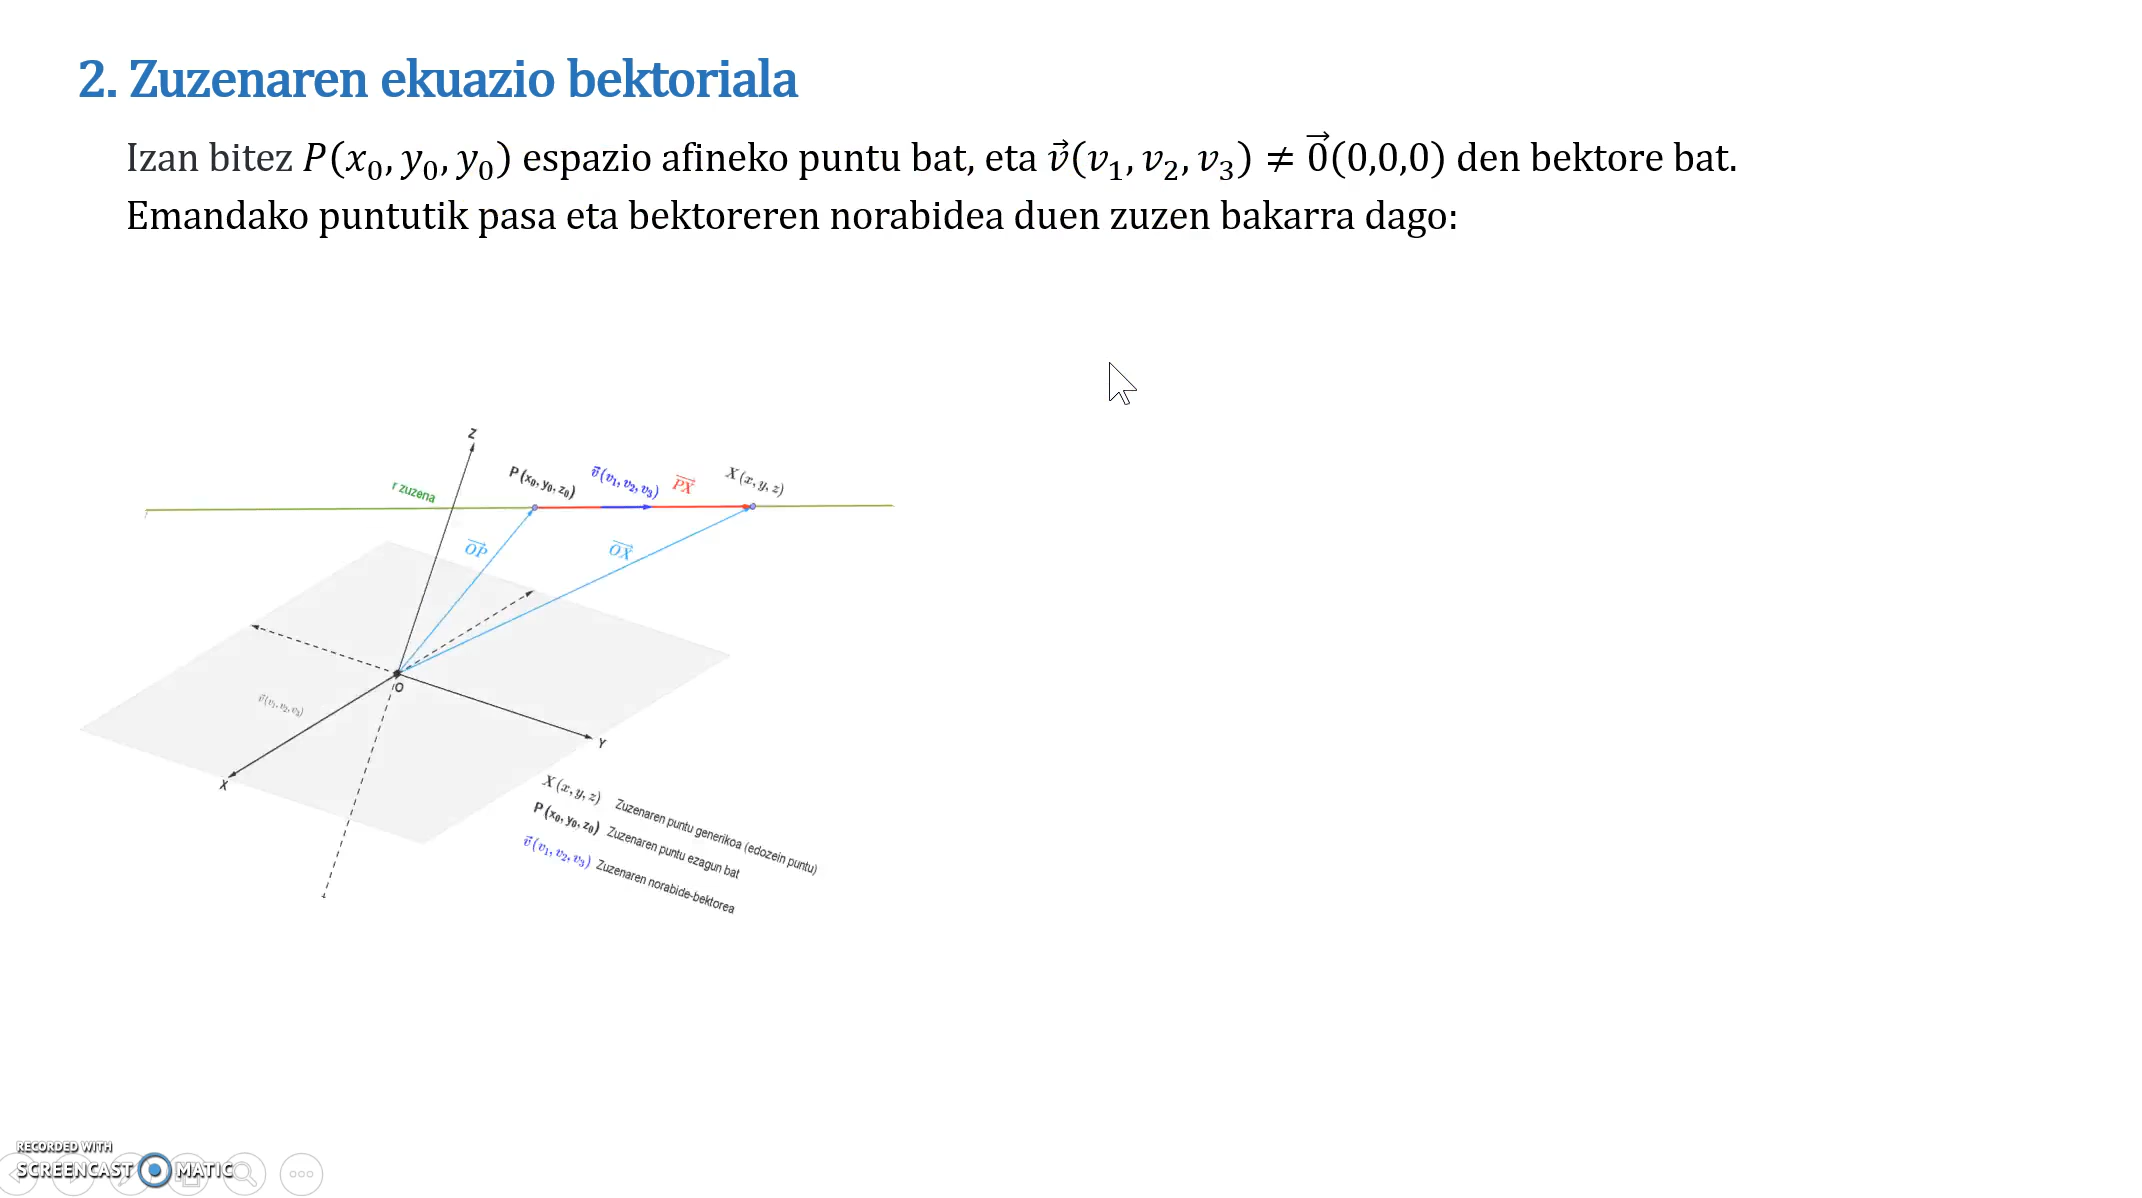 2. Zuzenaren ekuazio bektoriala
Izan bitez P(x₀, y₀, y₀) espazio afineko puntu bat, eta v⃗(v₁, v₂, v₃) ≠ 0⃗(0,0,0) den bektore bat.
Emandako puntutik pasa eta bektoreren norabidea duen zuzen bakarra dago:
Z
r zuzena
P (x₀, y₀, z₀)
v⃗(v₁, v₂, v₃)
PX⃗
X (x, y, z)
OP⃗
OX⃗
O
v⃗(v₁, v₂, v₃)
Y
X
X (x, y, z) Zuzenaren puntu generikoa (edozein puntu)
P (x₀, y₀, z₀) Zuzenaren puntu ezagun bat
v⃗(v₁, v₂, v₃) Zuzenaren norabide-bektorea
RECORDED WITH
SCREENCAST MATIC